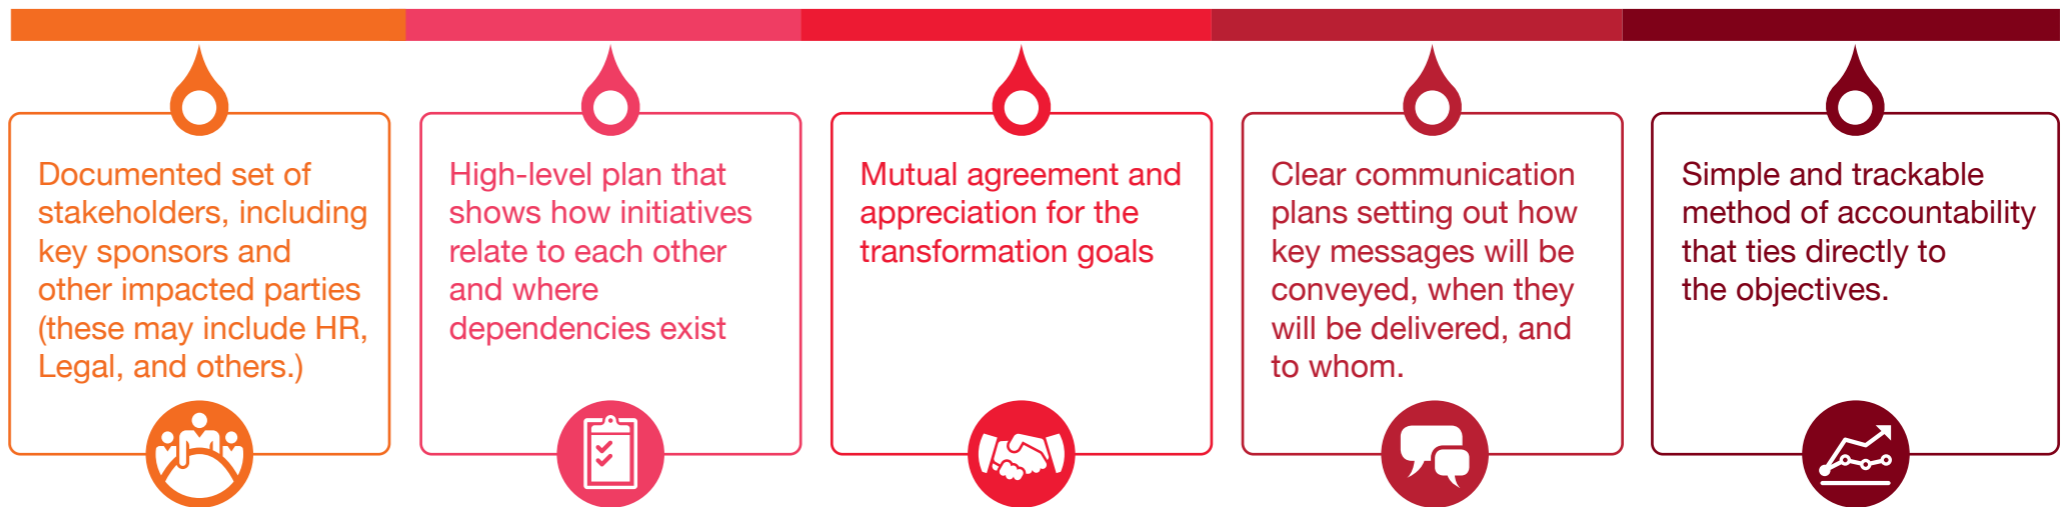 Documented set of
stakeholders, including
key sponsors and
other impacted parties
(these may include HR,
Legal, and others.)
High-level plan that
shows how initiatives
relate to each other
and where
dependencies exist
Mutual agreement and
appreciation for the
transformation goals
Clear communication
plans setting out how
key messages will be
conveyed, when they
will be delivered, and
to whom.
Simple and trackable
method of accountability
that ties directly to
the objectives.